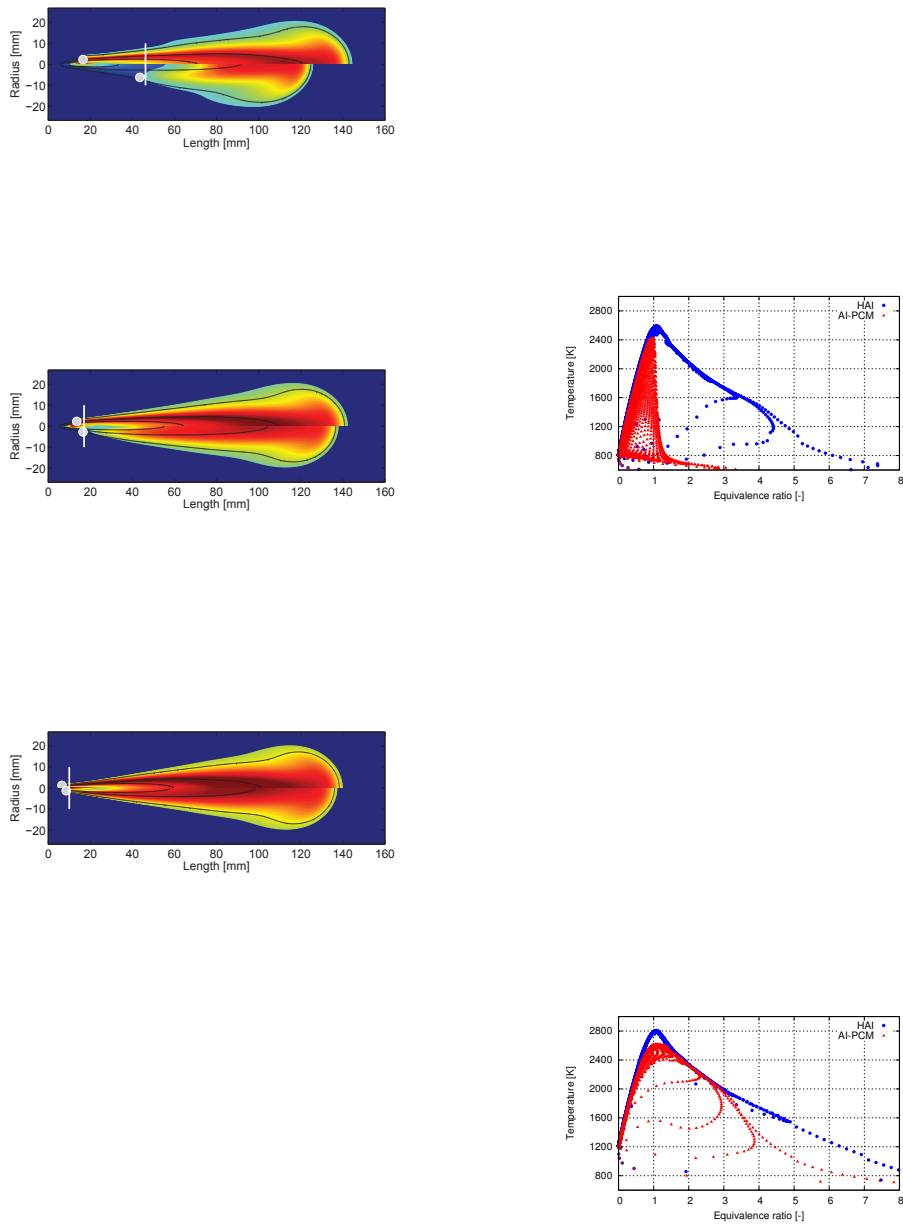 Radius [mm]
20
10
0
−10
−20
0 20 40 60 80 100 120 140 160
Length [mm]
Radius [mm]
20
10
0
−10
−20
0 20 40 60 80 100 120 140 160
Length [mm]
Temperature [K]
2800
2400
2000
1600
1200
800
HAI
AI-PCM
0 1 2 3 4 5 6 7 8
Equivalence ratio [-]
Radius [mm]
20
10
0
−10
−20
0 20 40 60 80 100 120 140 160
Length [mm]
Temperature [K]
2800
2400
2000
1600
1200
800
HAI
AI-PCM
0 1 2 3 4 5 6 7 8
Equivalence ratio [-]